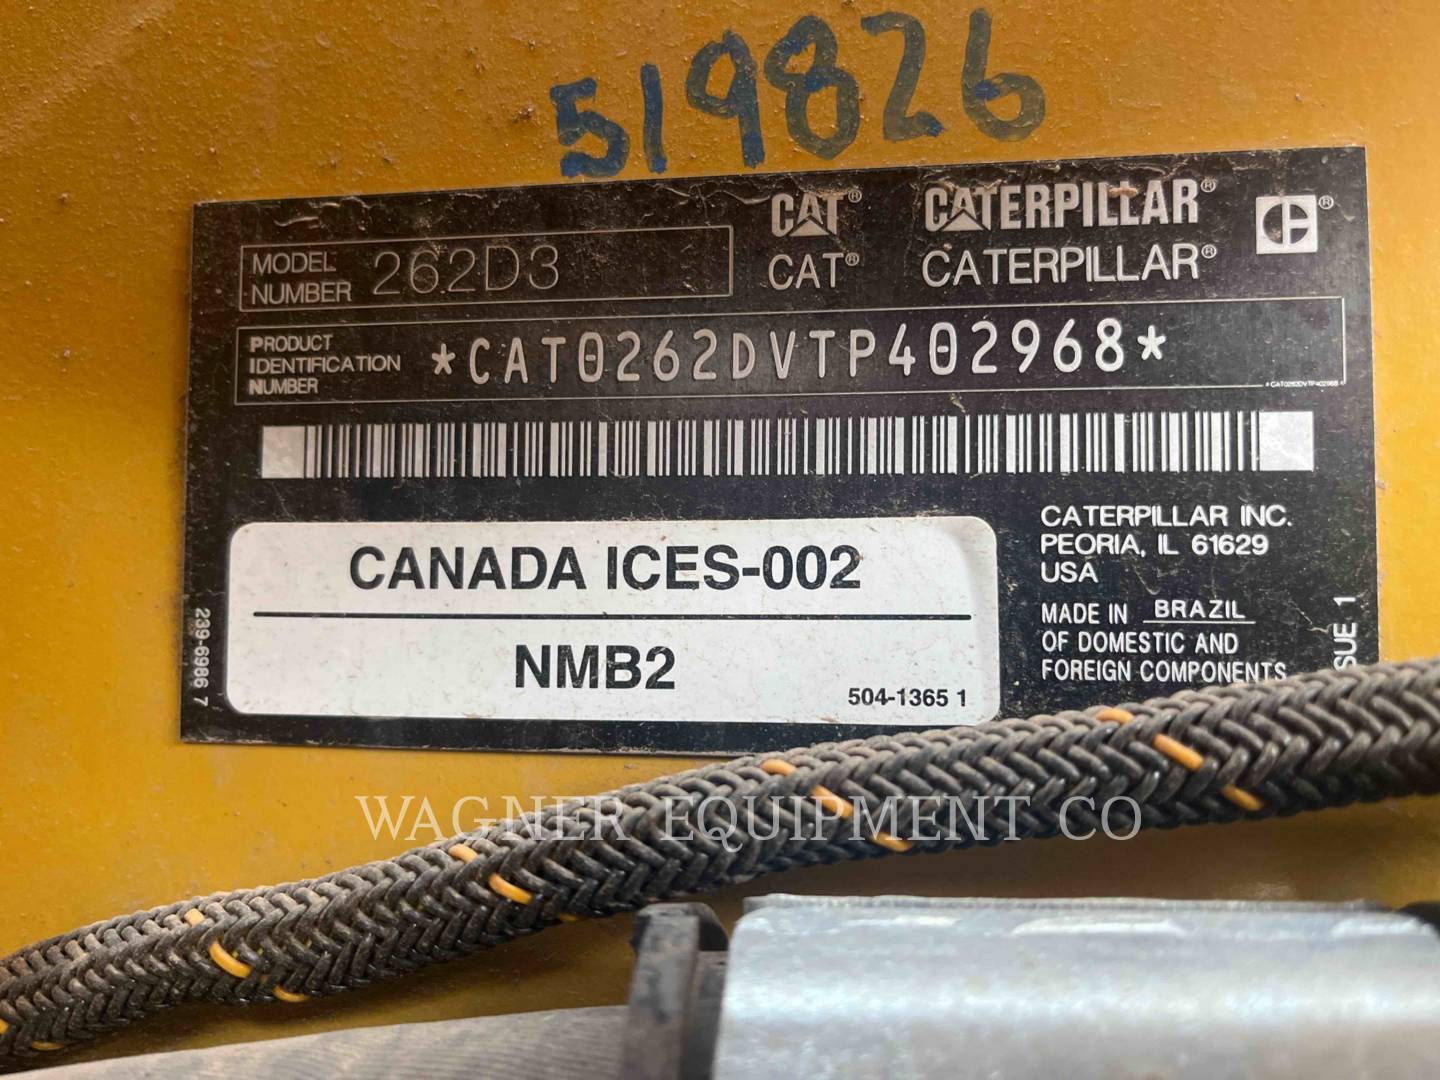 519826
CAT® CATERPILLAR®
MODEL NUMBER 262D3
CAT® CATERPILLAR®
PRODUCT IDENTIFICATION NUMBER *CAT0262DVTP402968*
*CAT0262DVTP402968*
CANADA ICES-002
NMB2
504-1365 1
239-6986 7
CATERPILLAR INC.
PEORIA, IL 61629
USA
MADE IN BRAZIL
OF DOMESTIC AND
FOREIGN COMPONENTS
SUE 1
WAGNER EQUIPMENT CO